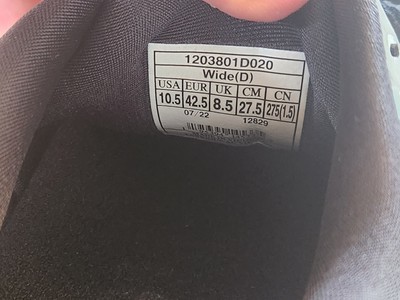 1203801D020
Wide(D)
USA EUR UK CM CN
10.5 42.5 8.5 27.5 275(1.5)
07/22 12829